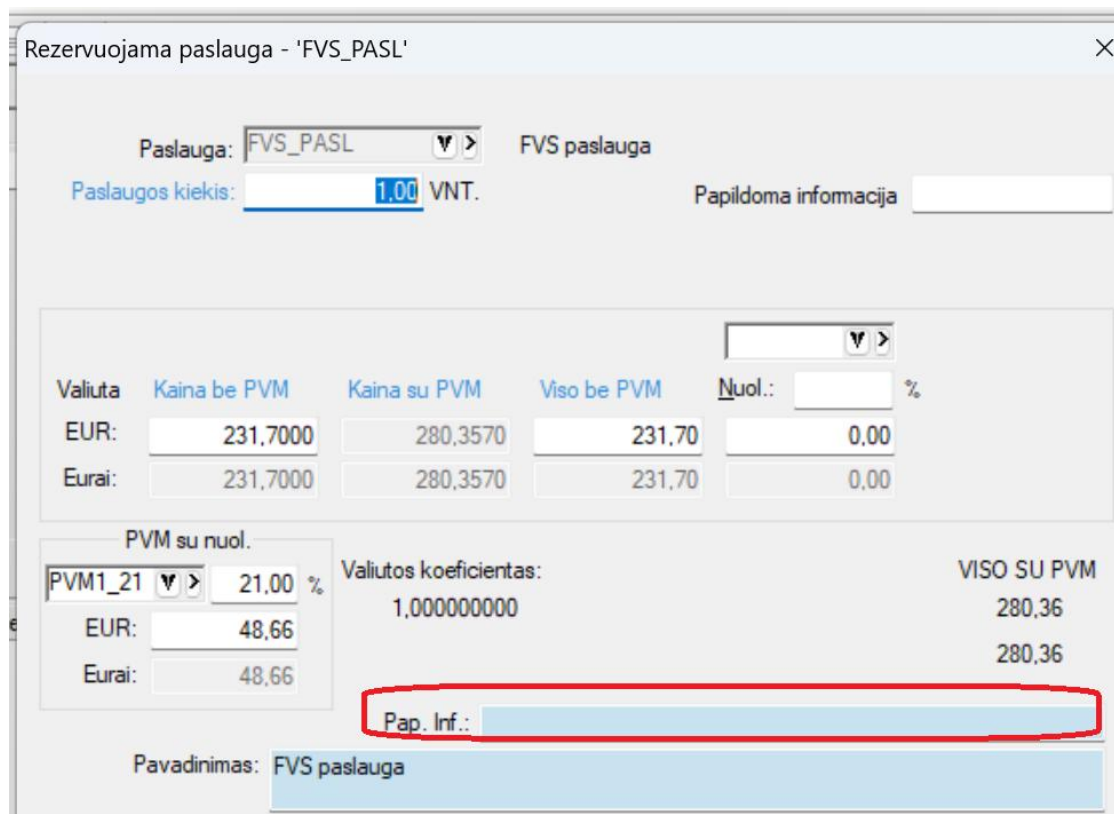 Rezervuojama paslauga - 'FVS_PASL'
Paslauga: FVS_PASL FVS paslauga
Paslaugos kiekis: 1,00 VNT. Papildoma informacija
Valiuta Kaina be PVM Kaina su PVM Viso be PVM Nuol.: %
EUR: 231,7000 280,3570 231,70 0,00
Eurai: 231,7000 280,3570 231,70 0,00
PVM su nuol.
PVM1_21 21,00 % Valiutos koeficientas: VISO SU PVM
1,000000000 280,36
EUR: 48,66
280,36
Eurai: 48,66
Pap. Inf.:
Pavadinimas: FVS paslauga